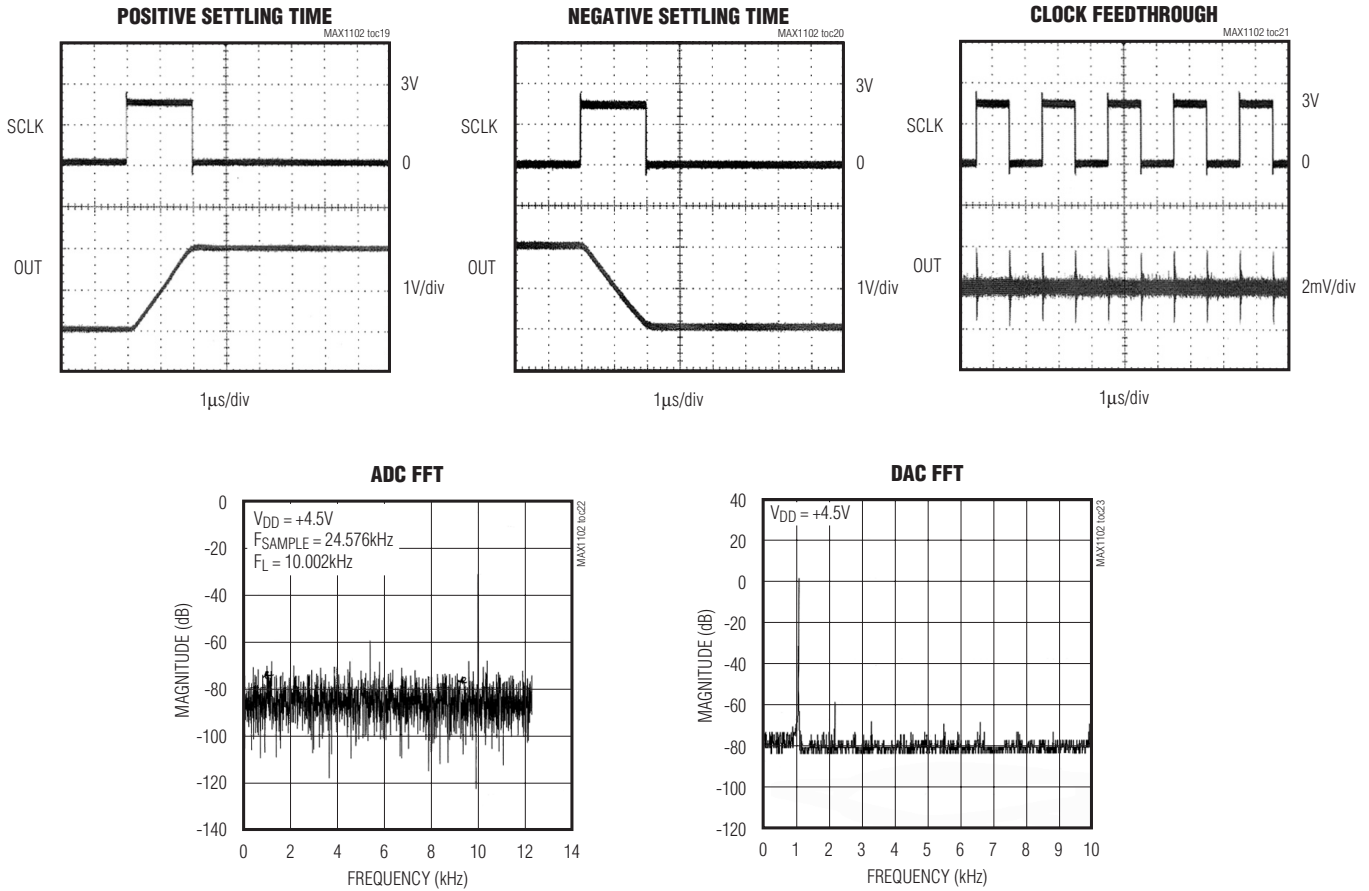 POSITIVE SETTLING TIME
MAX1102 toc19
SCLK
3V
0
OUT
1V/div
1µs/div
NEGATIVE SETTLING TIME
MAX1102 toc20
SCLK
3V
0
OUT
1V/div
1µs/div
CLOCK FEEDTHROUGH
MAX1102 toc21
SCLK
3V
0
OUT
2mV/div
1µs/div
ADC FFT
MAX1102 toc22
VDD = +4.5V
FSAMPLE = 24.576kHz
FL = 10.002kHz
MAGNITUDE (dB)
0
-20
-40
-60
-80
-100
-120
-140
0 2 4 6 8 10 12 14
FREQUENCY (kHz)
DAC FFT
MAX1102 toc23
VDD = +4.5V
MAGNITUDE (dB)
40
20
0
-20
-40
-60
-80
-100
-120
0 1 2 3 4 5 6 7 8 9 10
FREQUENCY (kHz)